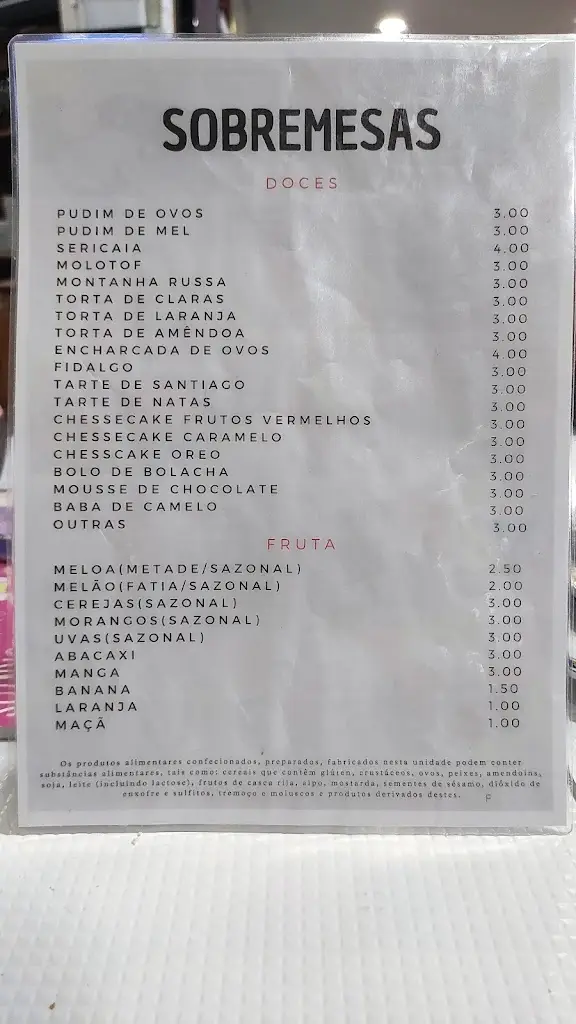 SOBREMESAS
DOCES
PUDIM DE OVOS 3.00
PUDIM DE MEL 3.00
SERICAIA 4.00
MOLOTOF 3.00
MONTANHA RUSSA 3.00
TORTA DE CLARAS 3.00
TORTA DE LARANJA 3.00
TORTA DE AMÊNDOA 3.00
ENCHARCADA DE OVOS 4.00
FIDALGO 3.00
TARTE DE SANTIAGO 3.00
TARTE DE NATAS 3.00
CHESSECAKE FRUTOS VERMELHOS 3.00
CHESSECAKE CARAMELO 3.00
CHESSCAKE OREO 3.00
BOLO DE BOLACHA 3.00
MOUSSE DE CHOCOLATE 3.00
BABA DE CAMELO 3.00
OUTRAS 3.00
FRUTA
MELOA(METADE/SAZONAL) 2.50
MELÃO(FATIA/SAZONAL) 2.00
CEREJAS(SAZONAL) 3.00
MORANGOS(SAZONAL) 3.00
UVAS(SAZONAL) 3.00
ABACAXI 3.00
MANGA 3.00
BANANA 1.50
LARANJA 1.00
MAÇÃ 1.00
Os produtos alimentares confecionados, preparados, fabricados nesta unidade podem conter
substâncias alimentares, tais como: cereais que contêm glúten, crustáceos, ovos, peixes, amendoins,
soja, leite (incluindo lactose), frutos de casca rija, aipo, mostarda, sementes de sésamo, dióxido de
enxofre e sulfitos, tremoço e moluscos e produtos derivados destes. F